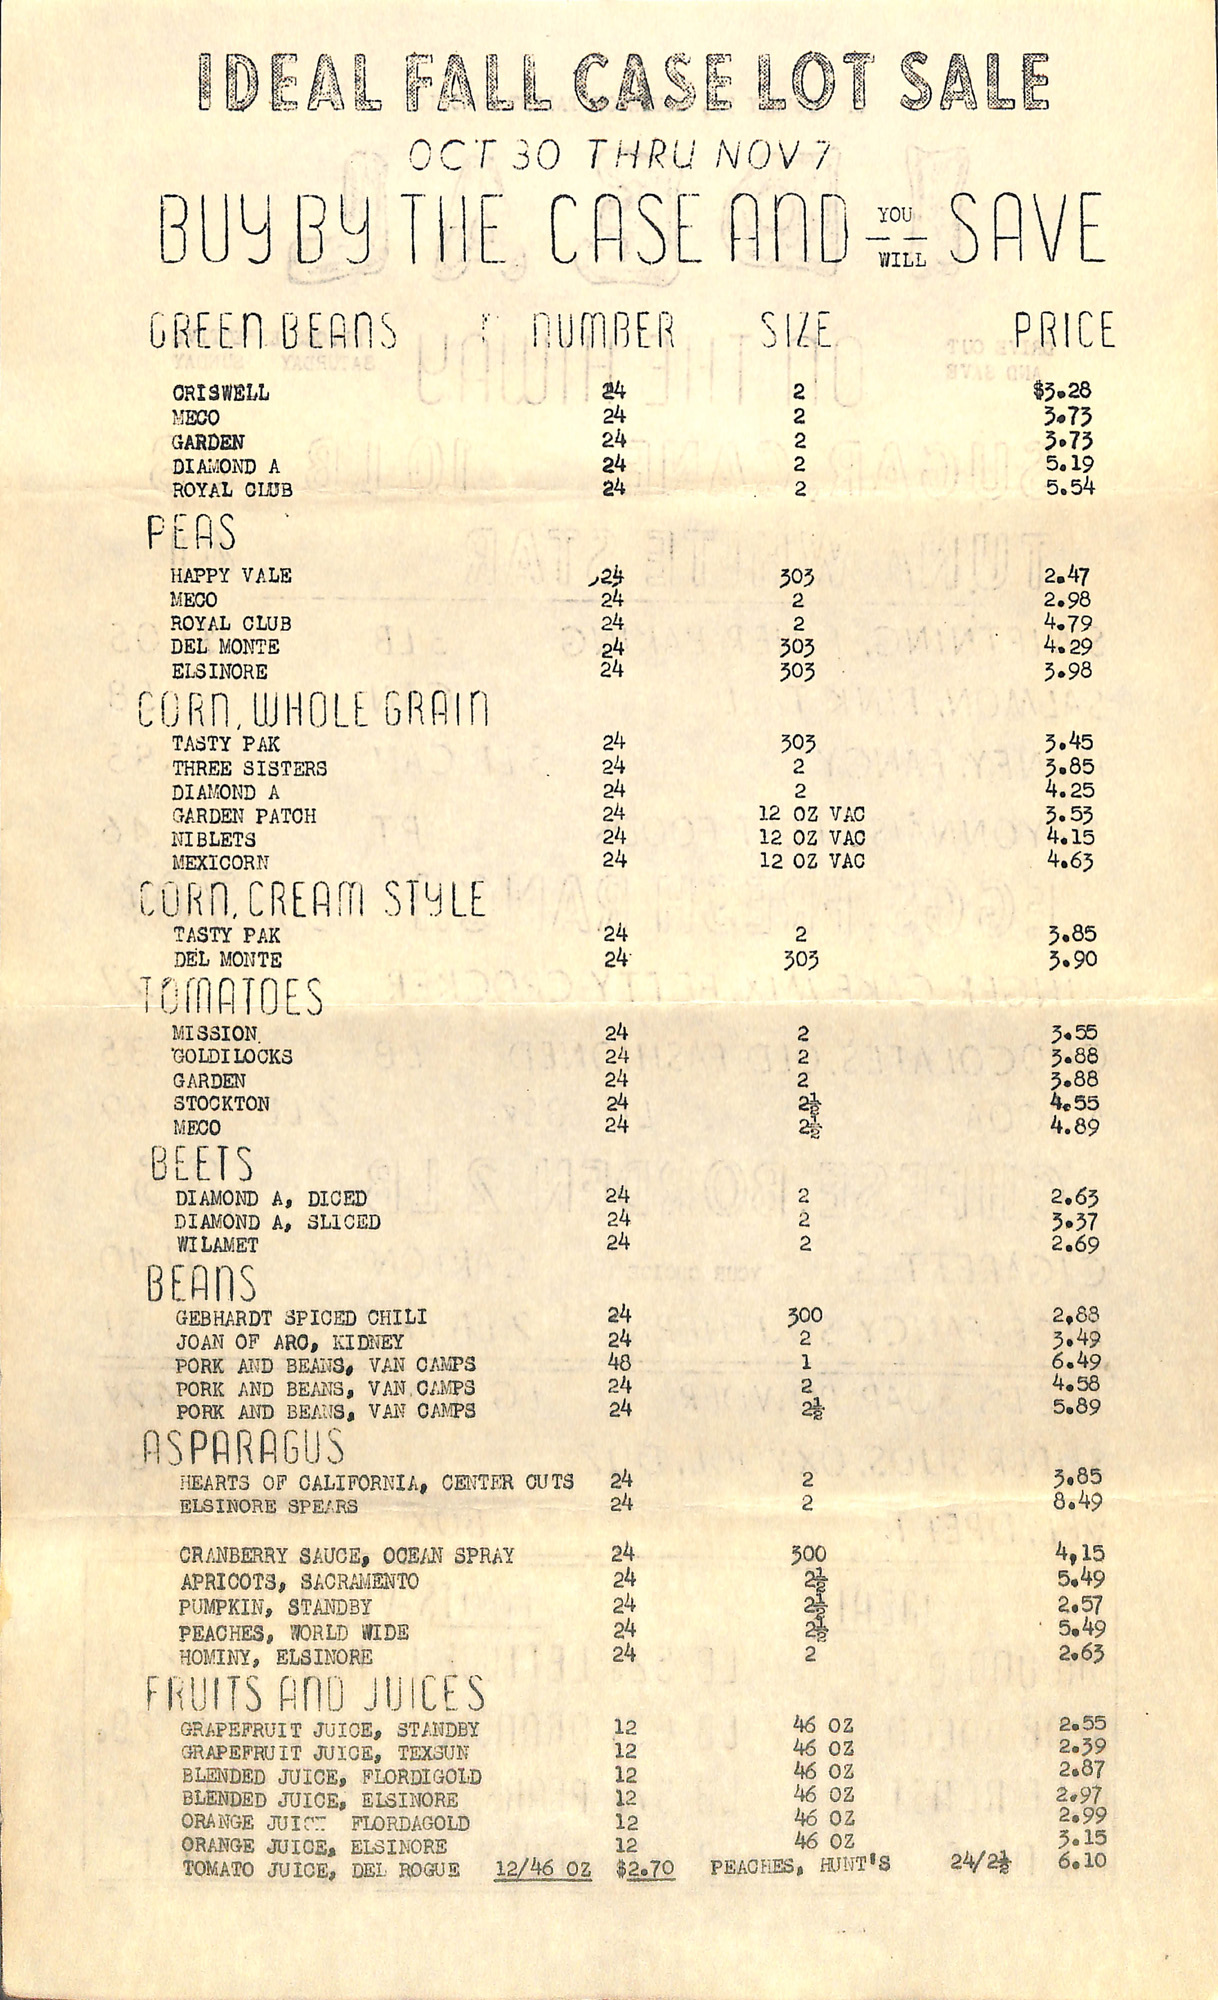 IDEAL FALL CASE LOT SALE
OCT 30 THRU NOV 7
BUY BY THE CASE AND YOU WILL SAVE
GREEN BEANS NUMBER SIZE PRICE
CRISWELL 24 2 $3.28
MECO 24 2 3.73
GARDEN 24 2 3.73
DIAMOND A 24 2 5.19
ROYAL CLUB 24 2 5.54
PEAS
HAPPY VALE 24 303 2.47
MECO 24 2 2.98
ROYAL CLUB 24 2 4.79
DEL MONTE 24 303 4.29
ELSINORE 24 303 3.98
CORN, WHOLE GRAIN
TASTY PAK 24 303 3.45
THREE SISTERS 24 2 3.85
DIAMOND A 24 2 4.25
GARDEN PATCH 24 12 OZ VAC 3.53
NIBLETS 24 12 OZ VAC 4.15
MEXICORN 24 12 OZ VAC 4.63
CORN, CREAM STYLE
TASTY PAK 24 2 3.85
DEL MONTE 24 303 3.90
TOMATOES
MISSION 24 2 3.55
GOLDILOCKS 24 2 3.88
GARDEN 24 2 3.88
STOCKTON 24 2½ 4.55
MECO 24 2½ 4.89
BEETS
DIAMOND A, DICED 24 2 2.63
DIAMOND A, SLICED 24 2 3.37
WILAMET 24 2 2.69
BEANS
GEBHARDT SPICED CHILI 24 300 2.88
JOAN OF ARC, KIDNEY 24 2 3.49
PORK AND BEANS, VAN CAMPS 48 1 6.49
PORK AND BEANS, VAN CAMPS 24 2 4.58
PORK AND BEANS, VAN CAMPS 24 2½ 5.89
ASPARAGUS
HEARTS OF CALIFORNIA, CENTER CUTS 24 2 3.85
ELSINORE SPEARS 24 2 8.49
CRANBERRY SAUCE, OCEAN SPRAY 24 300 4,15
APRICOTS, SACRAMENTO 24 2½ 5.49
PUMPKIN, STANDBY 24 2½ 2.57
PEACHES, WORLD WIDE 24 2½ 5.49
HOMINY, ELSINORE 24 2 2.63
FRUITS AND JUICES
GRAPEFRUIT JUICE, STANDBY 12 46 OZ 2.55
GRAPEFRUIT JUICE, TEXSUN 12 46 OZ 2.39
BLENDED JUICE, FLORDIGOLD 12 46 OZ 2.87
BLENDED JUICE, ELSINORE 12 46 OZ 2.97
ORANGE JUICE FLORDAGOLD 12 46 OZ 2.99
ORANGE JUICE, ELSINORE 12 46 OZ 3.15
TOMATO JUICE, DEL ROGUE 12/46 OZ $2.70 PEACHES, HUNT'S 24/2½ 6.10